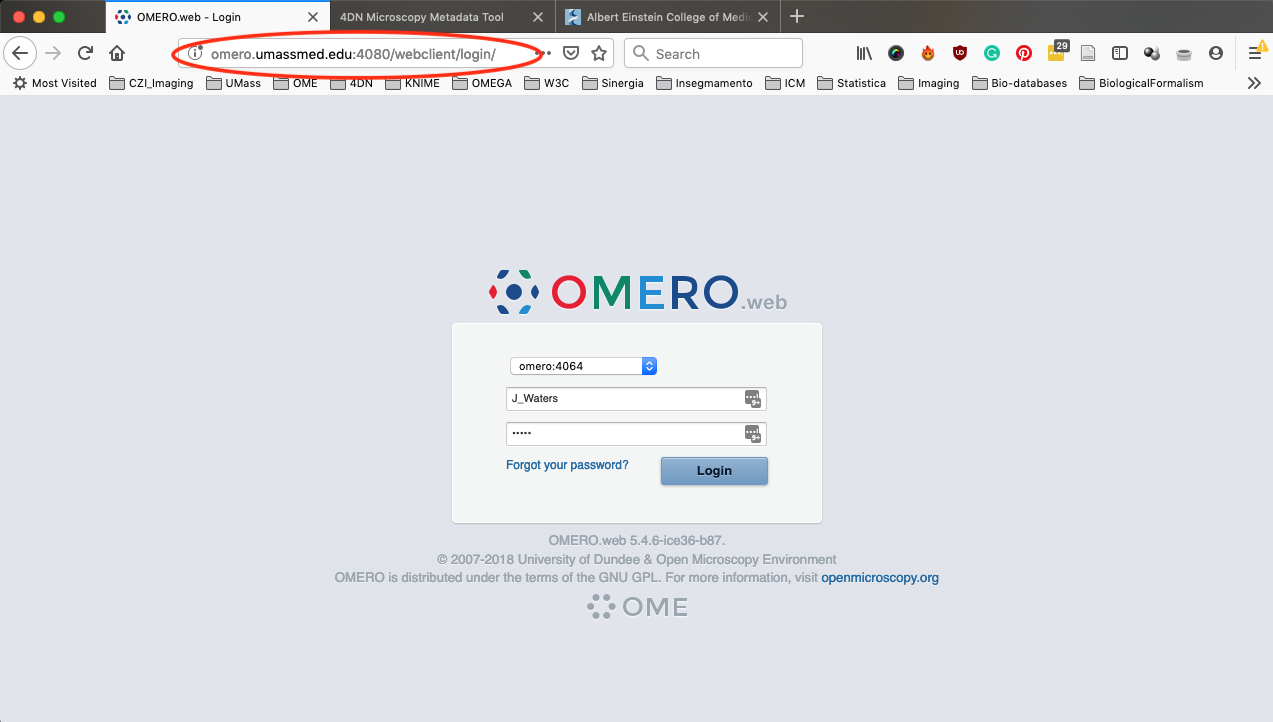 OMERO.web - Login
4DN Microscopy Metadata Tool
Albert Einstein College of Medi
omero.umassmed.edu:4080/webclient/login/
Search
29
Most Visited
CZI_Imaging
UMass
OME
4DN
KNIME
OMEGA
W3C
Sinergia
Insegmamento
ICM
Statistica
Imaging
Bio-databases
BiologicalFormalism
OMERO.web
omero:4064
J_Waters
9+
•••••
9+
Forgot your password?
Login
OMERO.web 5.4.6-ice36-b87.
© 2007-2018 University of Dundee & Open Microscopy Environment
OMERO is distributed under the terms of the GNU GPL. For more information, visit openmicroscopy.org
OME